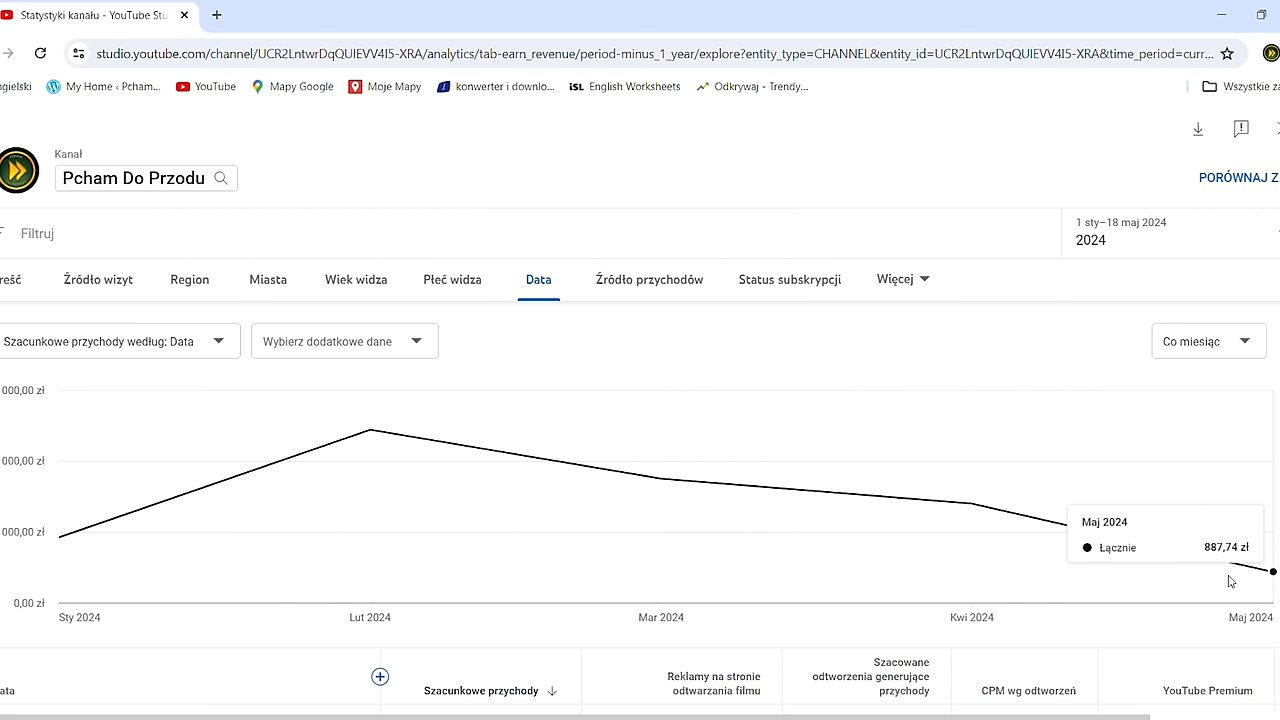 Statystyki kanału - YouTube Stu
studio.youtube.com/channel/UCR2LntwrDqQUIEVV4I5-XRA/analytics/tab-earn_revenue/period-minus_1_year/explore?entity_type=CHANNEL&entity_id=UCR2LntwrDqQUIEVV4I5-XRA&time_period=curr...
ngielski My Home ‹ Pcham... YouTube Mapy Google Moje Mapy konwerter i downlo... iSL English Worksheets Odkrywaj - Trendy... Wszystkie za
Kanał
Pcham Do Przodu
PORÓWNAJ Z
Filtruj
1 sty–18 maj 2024
2024
reść Źródło wizyt Region Miasta Wiek widza Płeć widza Data Źródło przychodów Status subskrypcji Więcej
Szacunkowe przychody według: Data Wybierz dodatkowe dane Co miesiąc
000,00 zł
000,00 zł
000,00 zł
Maj 2024
Łącznie 887,74 zł
0,00 zł
Sty 2024 Lut 2024 Mar 2024 Kwi 2024 Maj 2024
ata
Szacunkowe przychody
Reklamy na stronie
odtwarzania filmu
Szacowane
odtworzenia generujące
przychody
CPM wg odtworzeń
YouTube Premium